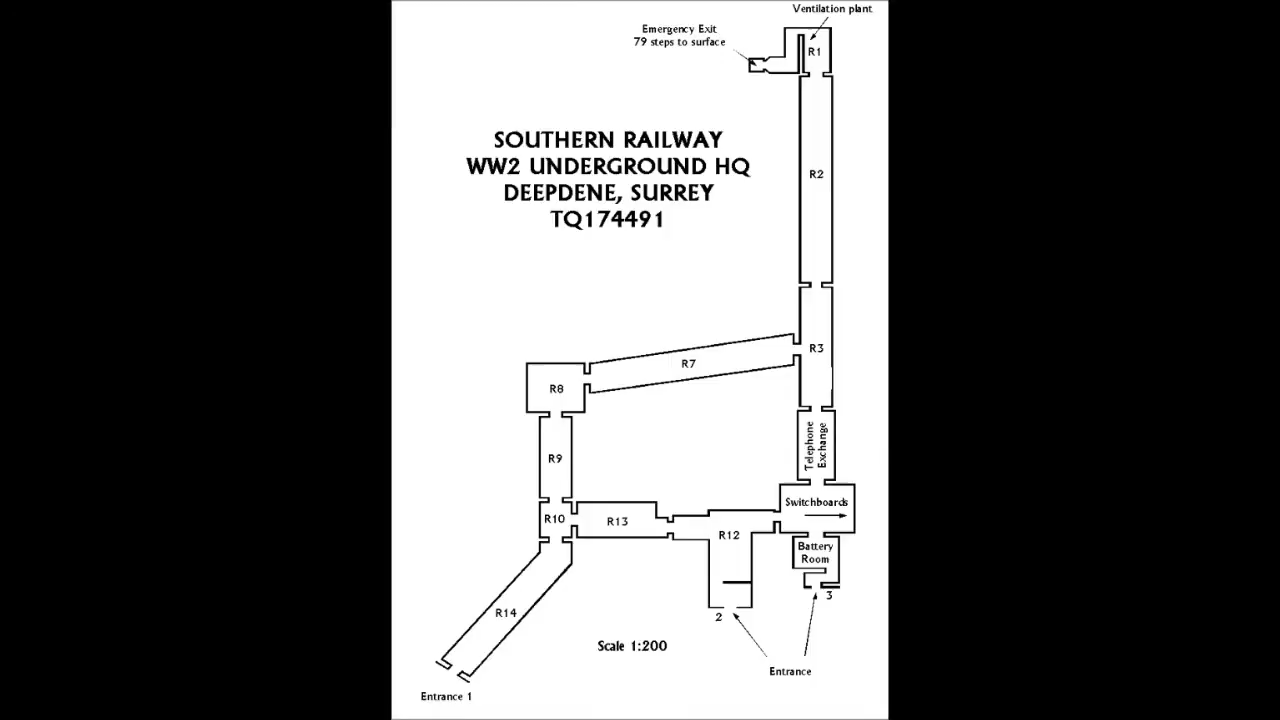 Ventilation plant
Emergency Exit
79 steps to surface
R1
SOUTHERN RAILWAY
WW2 UNDERGROUND HQ
DEEPDENE, SURREY
TQ174491
R2
R3
R7
R8
Telephone
Exchange
R9
Switchboards
R10
R13
R12
Battery
Room
3
R14
2
Scale 1:200
Entrance
Entrance 1